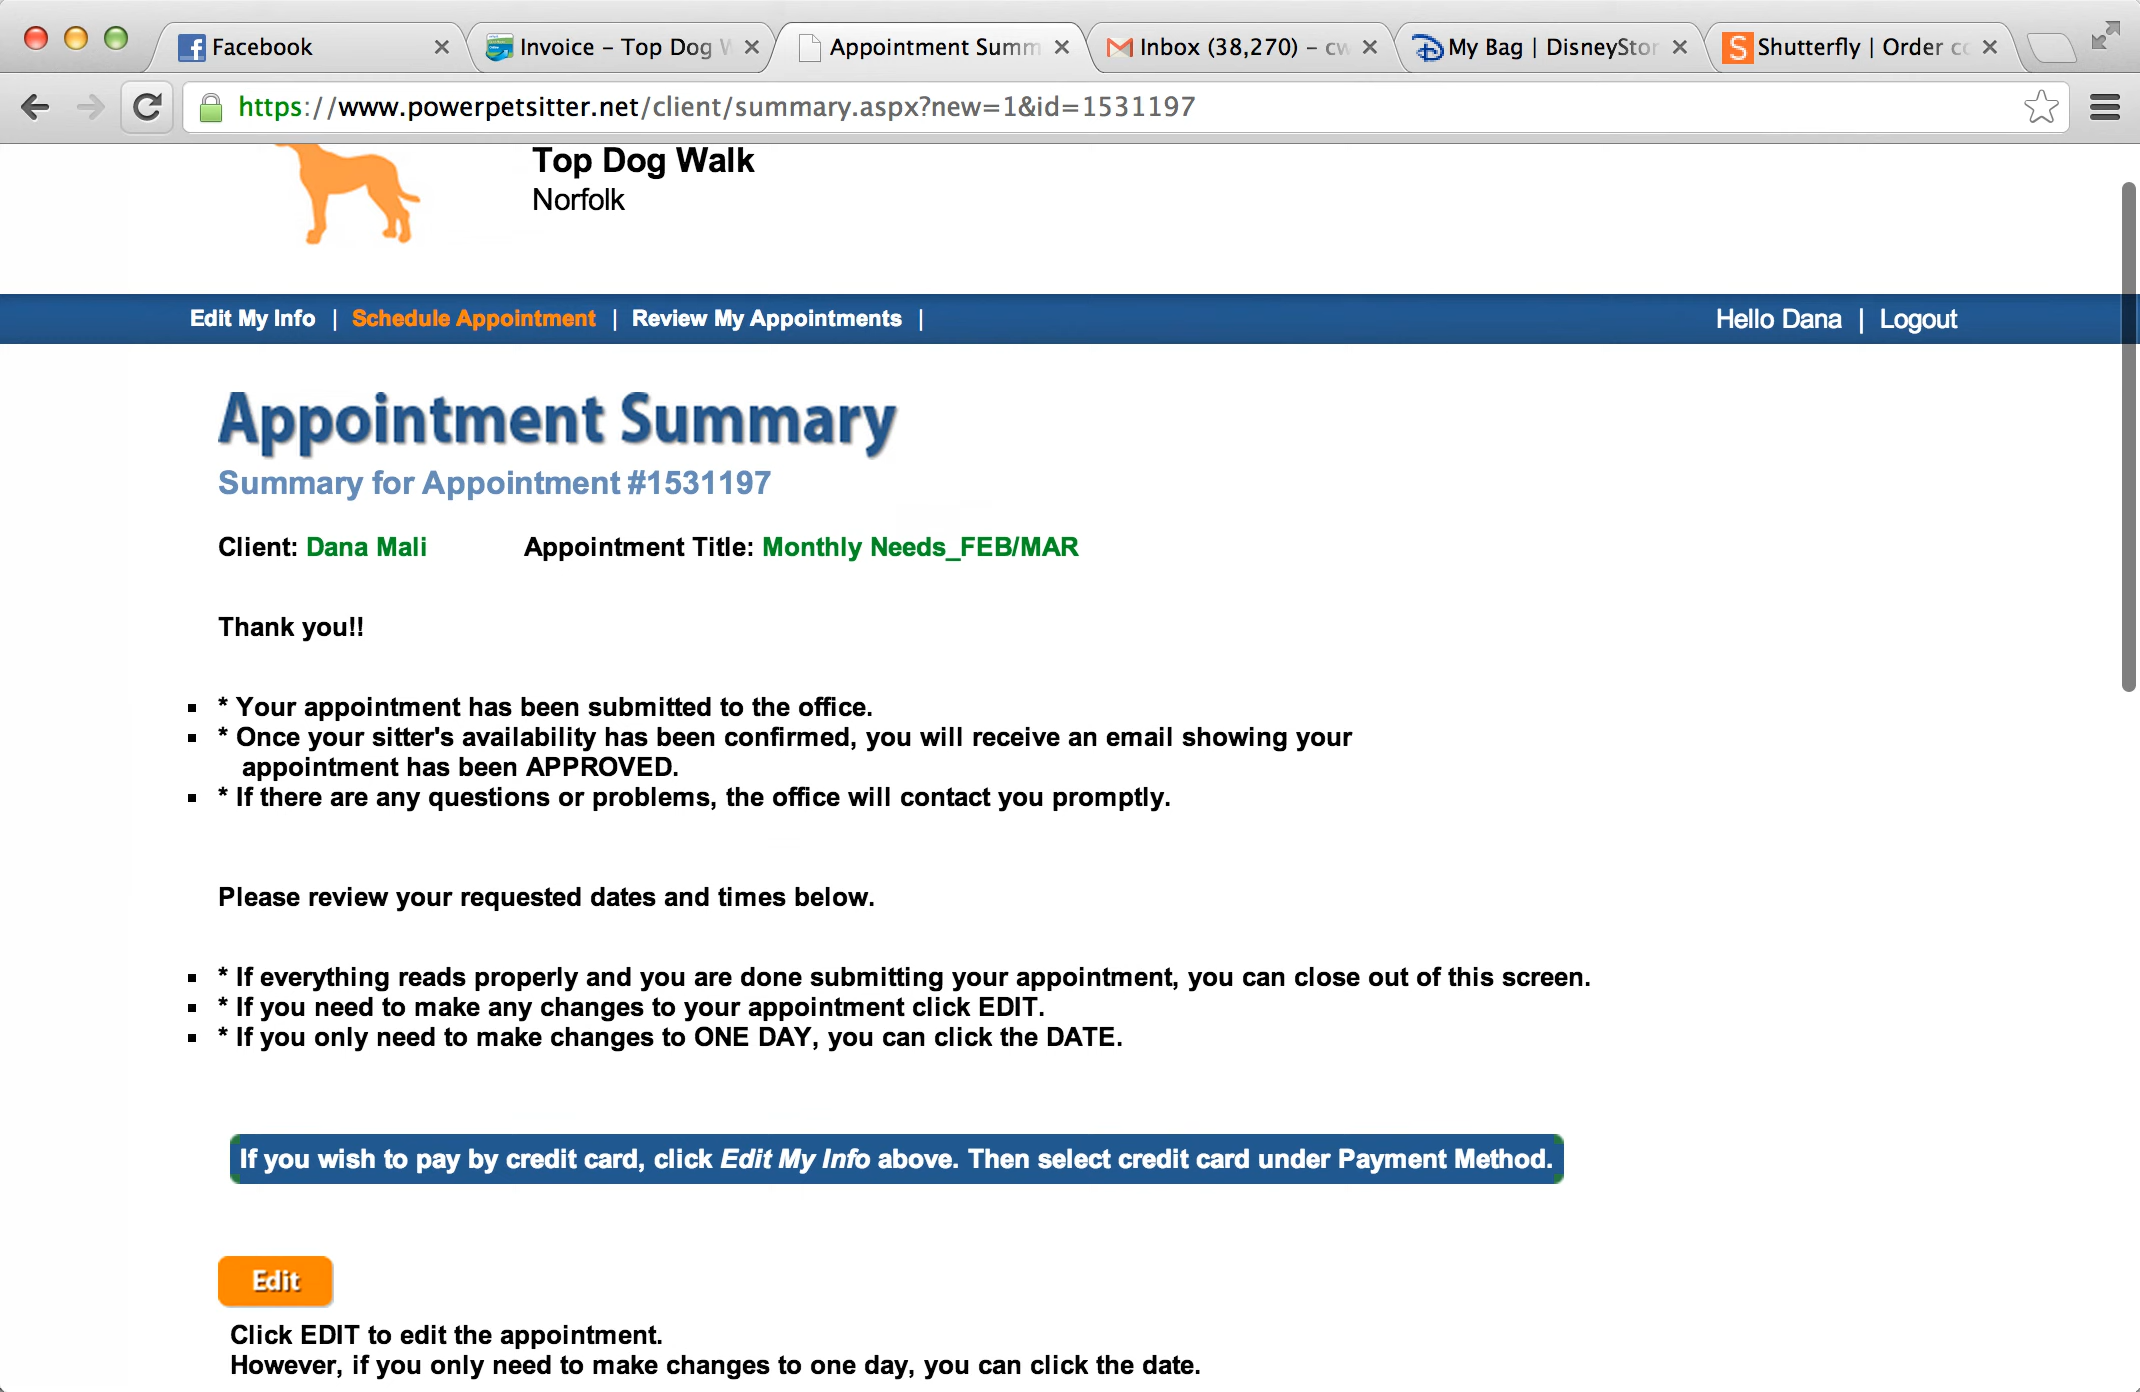 Facebook
Invoice – Top Dog W
Appointment Summ
Inbox (38,270) – cw
My Bag | DisneyStor
Shutterfly | Order co
https://www.powerpetsitter.net/client/summary.aspx?new=1&id=1531197
Top Dog Walk
Norfolk
Edit My Info | Schedule Appointment | Review My Appointments |
Hello Dana | Logout
Appointment Summary
Summary for Appointment #1531197
Client: Dana Mali Appointment Title: Monthly Needs_FEB/MAR
Thank you!!
* Your appointment has been submitted to the office.
* Once your sitter's availability has been confirmed, you will receive an email showing your
appointment has been APPROVED.
* If there are any questions or problems, the office will contact you promptly.
Please review your requested dates and times below.
* If everything reads properly and you are done submitting your appointment, you can close out of this screen.
* If you need to make any changes to your appointment click EDIT.
* If you only need to make changes to ONE DAY, you can click the DATE.
If you wish to pay by credit card, click Edit My Info above. Then select credit card under Payment Method.
Edit
Click EDIT to edit the appointment.
However, if you only need to make changes to one day, you can click the date.